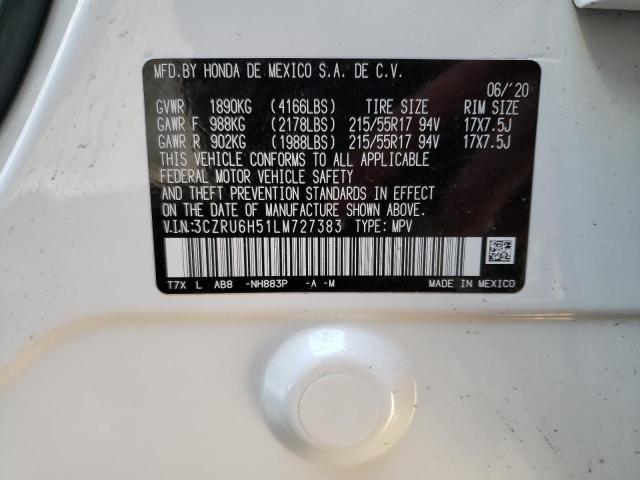 MFD.BY HONDA DE MEXICO S.A. DE C.V.
06/'20
GVWR 1890KG (4166LBS) TIRE SIZE RIM SIZE
GAWR F 988KG (2178LBS) 215/55R17 94V 17X7.5J
GAWR R 902KG (1988LBS) 215/55R17 94V 17X7.5J
THIS VEHICLE CONFORMS TO ALL APPLICABLE
FEDERAL MOTOR VEHICLE SAFETY
AND THEFT PREVENTION STANDARDS IN EFFECT
ON THE DATE OF MANUFACTURE SHOWN ABOVE.
V.I.N.:3CZRU6H51LM727383 TYPE: MPV
T7X L AB8 -NH883P -A -M MADE IN MEXICO